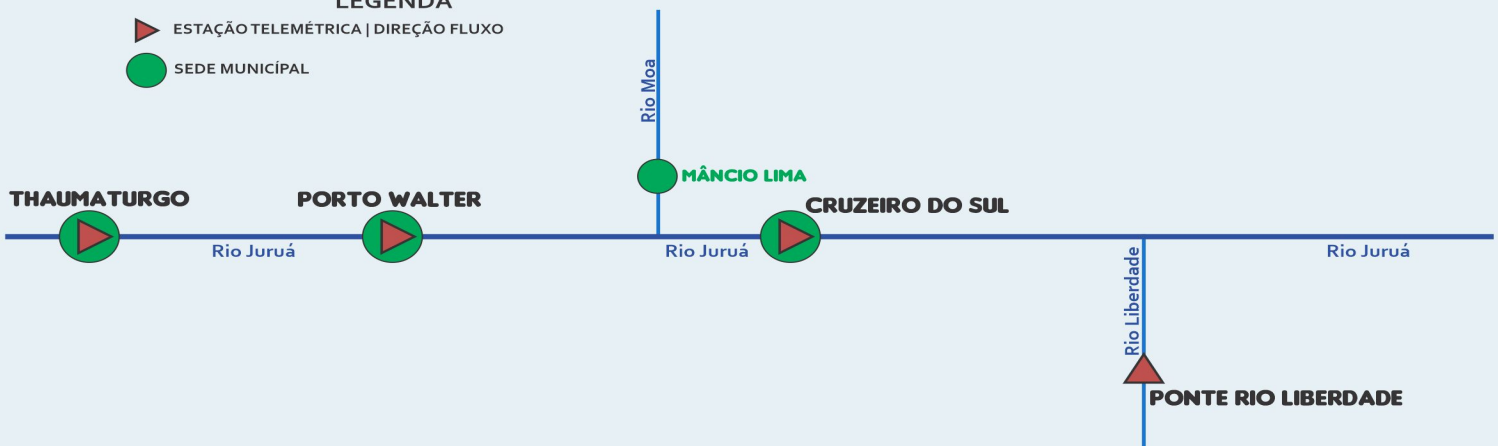 LEGENDA
ESTAÇÃO TELEMÉTRICA | DIREÇÃO FLUXO
SEDE MUNICÍPAL
Rio Moa
MÂNCIO LIMA
THAUMATURGO
PORTO WALTER
CRUZEIRO DO SUL
Rio Juruá
Rio Juruá
Rio Juruá
Rio Liberdade
PONTE RIO LIBERDADE